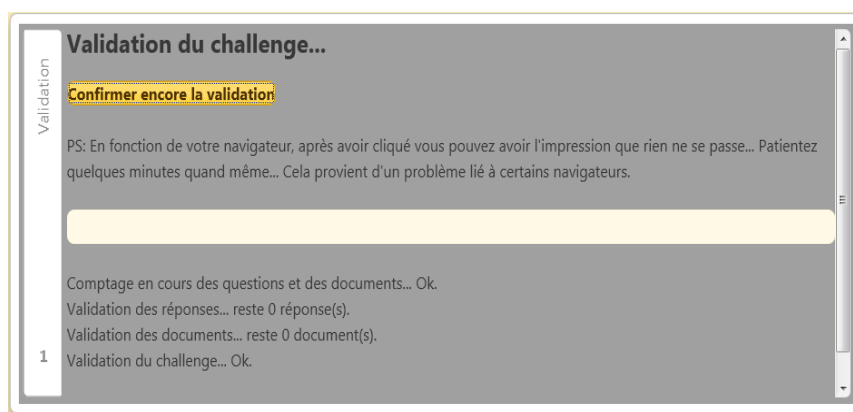 Validation du challenge...
Validation
Confirmer encore la validation
PS: En fonction de votre navigateur, après avoir cliqué vous pouvez avoir l'impression que rien ne se passe... Patientez
quelques minutes quand même... Cela provient d'un problème lié à certains navigateurs.
Comptage en cours des questions et des documents... Ok.
Validation des réponses... reste 0 réponse(s).
Validation des documents... reste 0 document(s).
1
Validation du challenge... Ok.